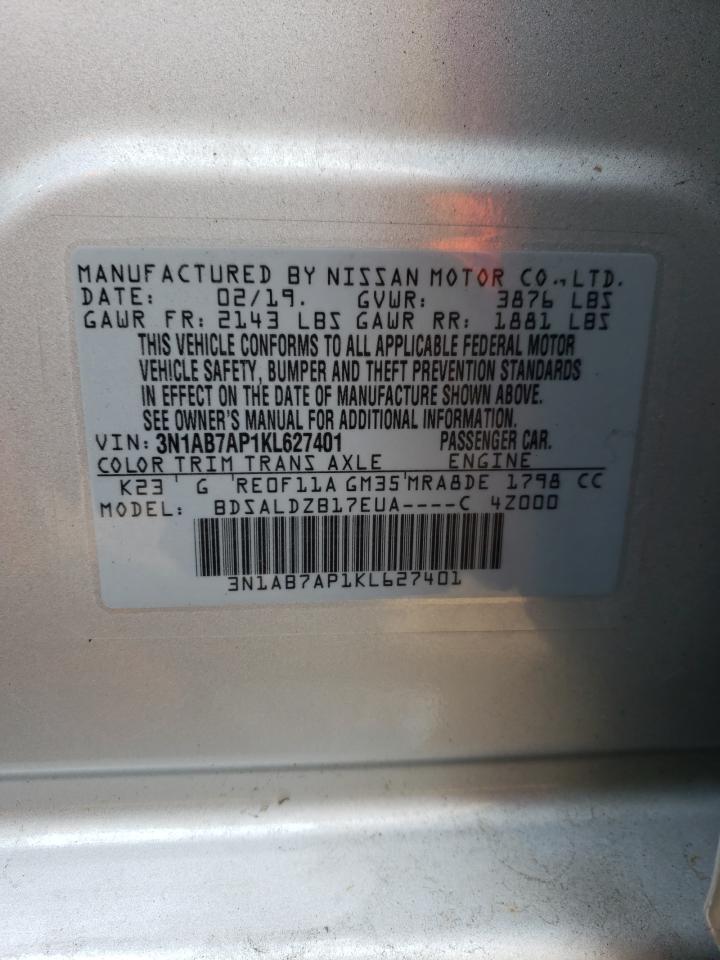 MANUFACTURED BY NISSAN MOTOR CO.,LTD.
DATE: 02/19. GVWR: 3876 LBS
GAWR FR: 2143 LBS GAWR RR: 1881 LBS
THIS VEHICLE CONFORMS TO ALL APPLICABLE FEDERAL MOTOR
VEHICLE SAFETY, BUMPER AND THEFT PREVENTION STANDARDS
IN EFFECT ON THE DATE OF MANUFACTURE SHOWN ABOVE.
SEE OWNER'S MANUAL FOR ADDITIONAL INFORMATION.
VIN: 3N1AB7AP1KL627401 PASSENGER CAR.
COLOR TRIM TRANS AXLE ENGINE
K23 G RE0F11A GM35 MRA8DE 1798 CC
MODEL: BDSALDZB17EUA----C 4Z000
3N1AB7AP1KL627401